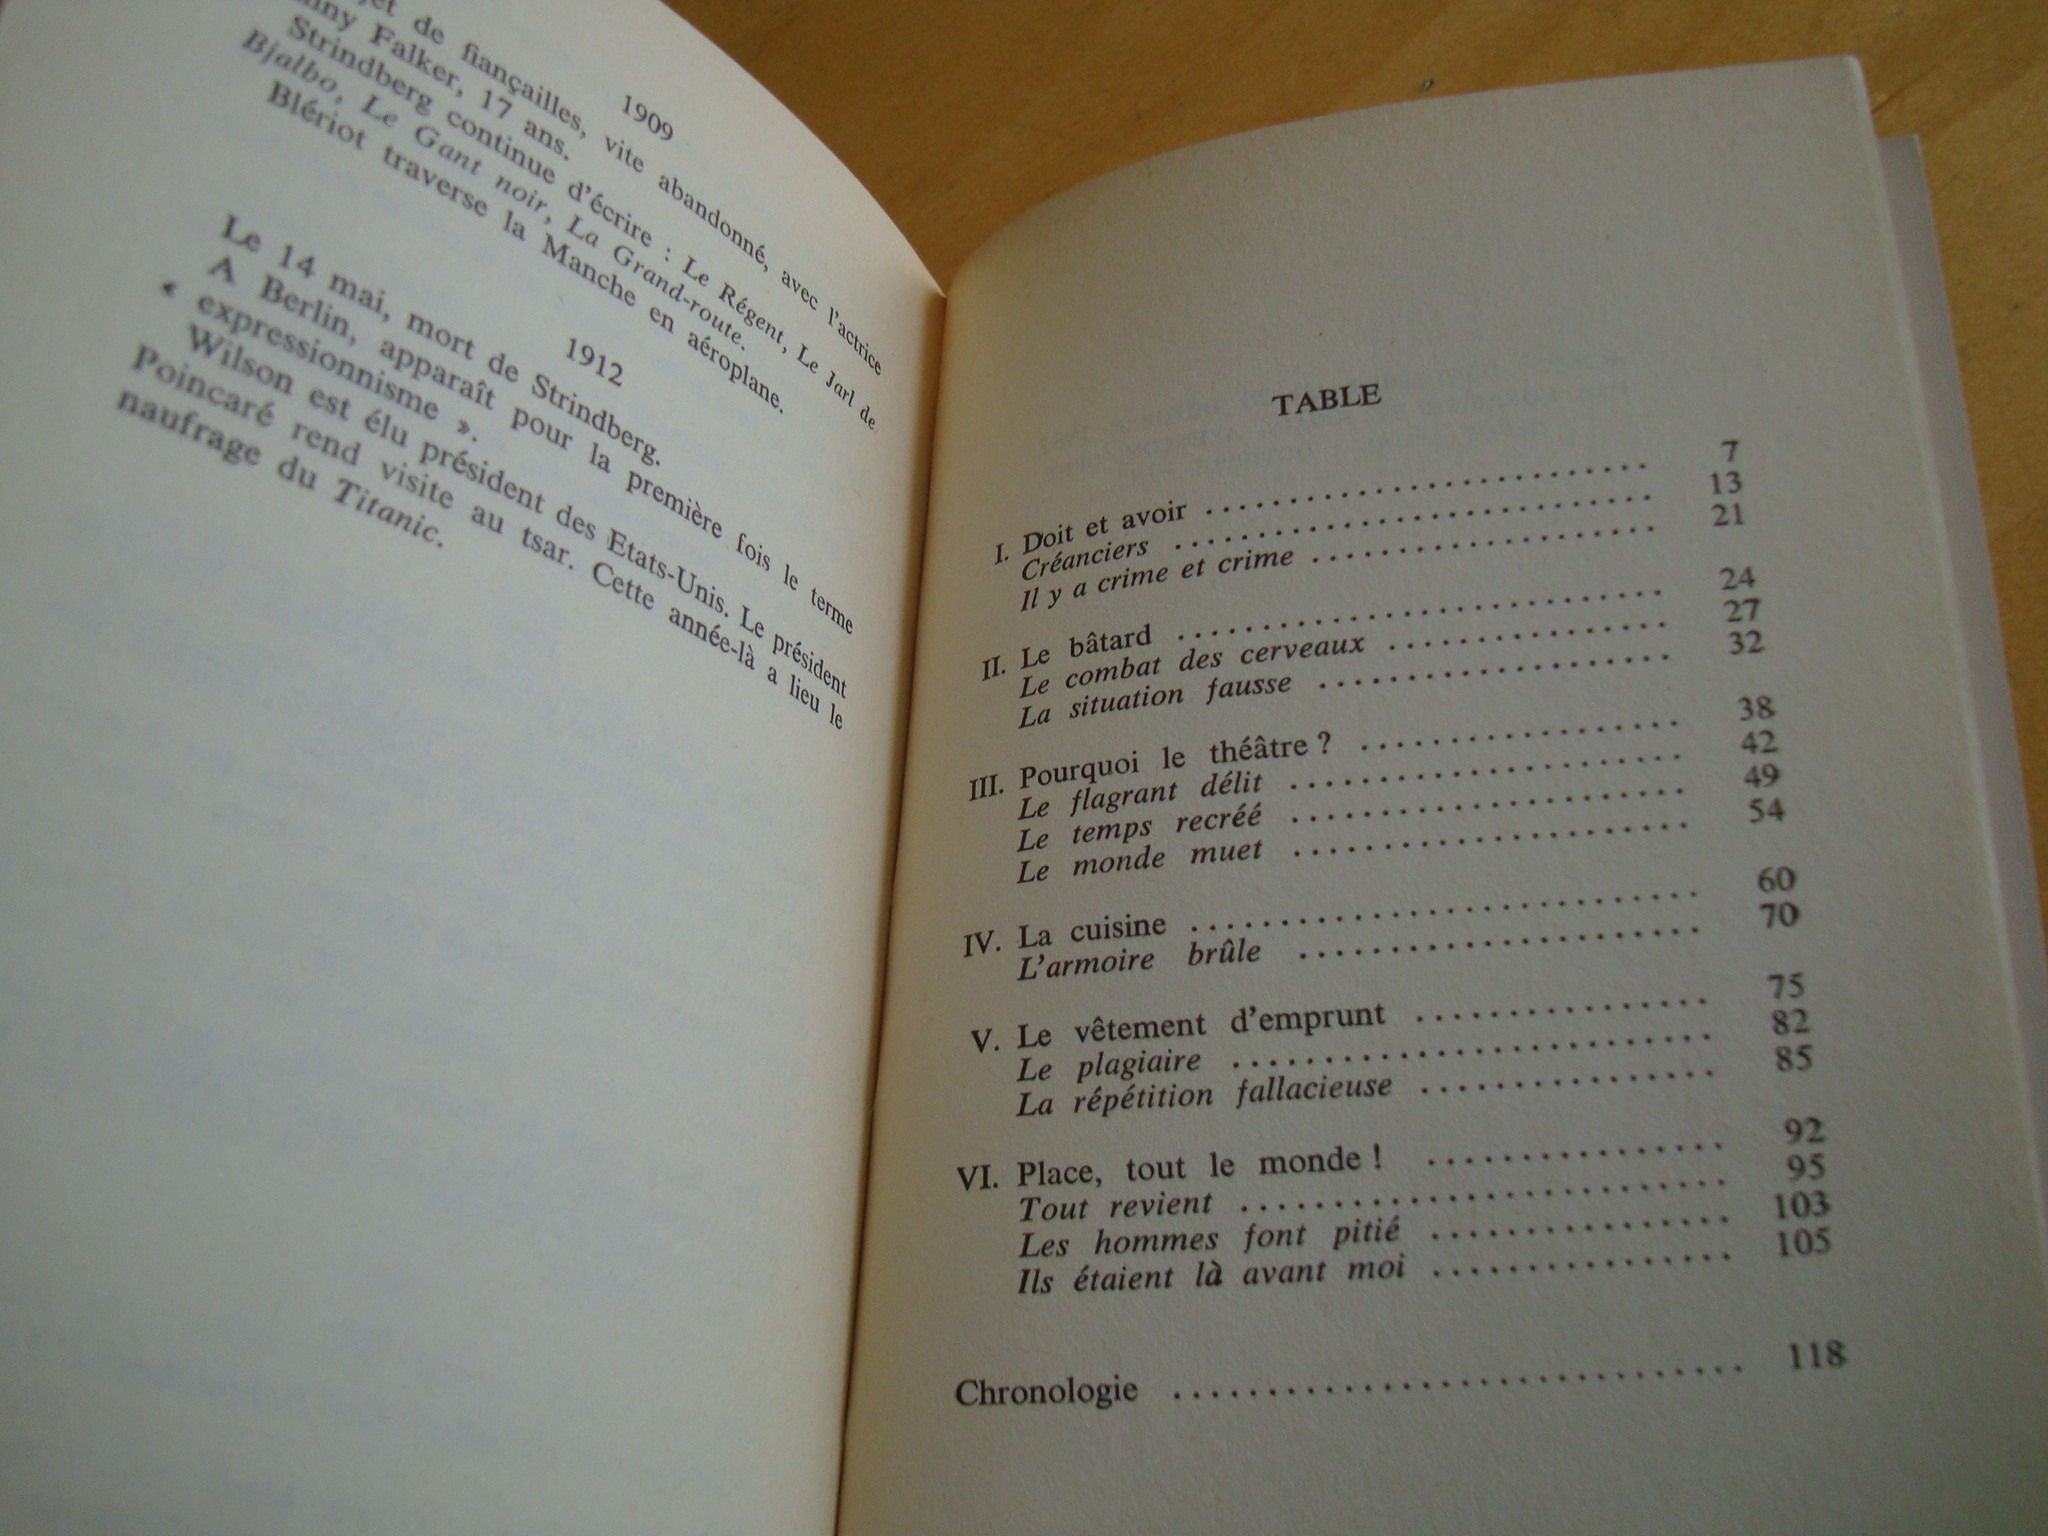 1909
de fiançailles, vite abandonné, avec l'actrice
Falker, 17 ans.
Strindberg continue d'écrire : Le Régent, Le Jarl de
Bjalbo, Le Gant noir, La Grand-route.
Blériot traverse la Manche en aéroplane.
1912
Le 14 mai, mort de Strindberg.
A Berlin, apparaît pour la première fois le terme
« expressionnisme ».
Wilson est élu président des Etats-Unis. Le président
Poincaré rend visite au tsar. Cette année-là a lieu le
naufrage du Titanic.
TABLE
I. Doit et avoir .......................... 7
Créanciers .......................... 13
Il y a crime et crime .......................... 21
II. Le bâtard .......................... 24
Le combat des cerveaux .......................... 27
La situation fausse .......................... 32
III. Pourquoi le théâtre ? .......................... 38
Le flagrant délit .......................... 42
Le temps recréé .......................... 49
Le monde muet .......................... 54
IV. La cuisine .......................... 60
L'armoire brûle .......................... 70
V. Le vêtement d'emprunt .......................... 75
Le plagiaire .......................... 82
La répétition fallacieuse .......................... 85
VI. Place, tout le monde ! .......................... 92
Tout revient .......................... 95
Les hommes font pitié .......................... 103
Ils étaient là avant moi .......................... 105
Chronologie .......................... 118